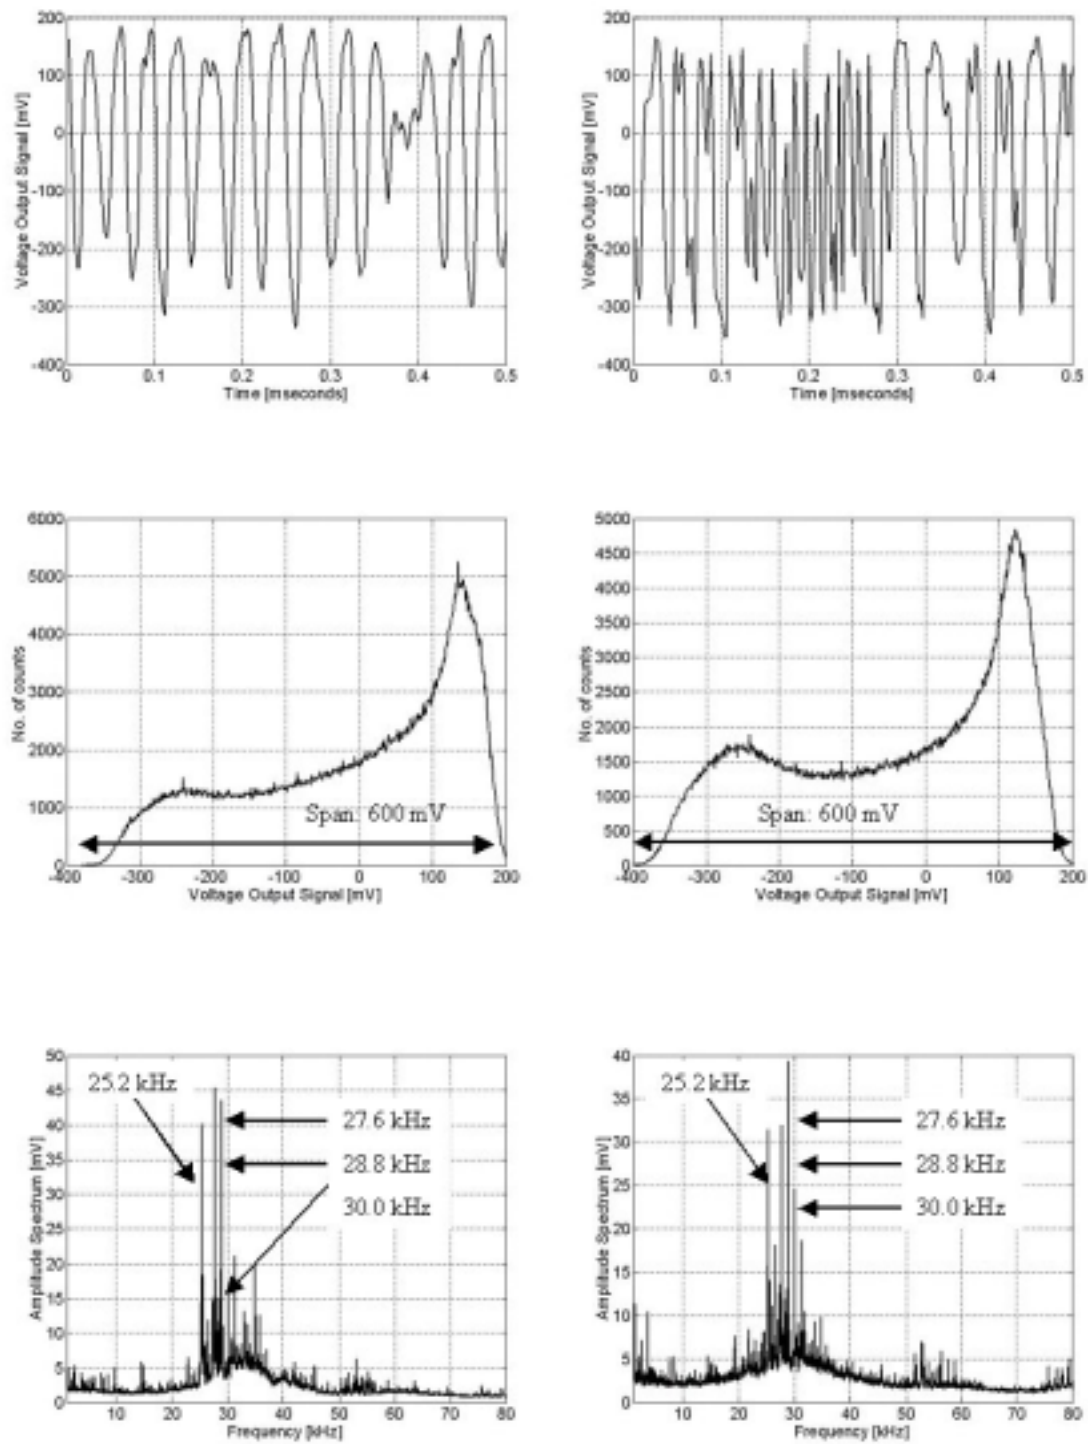 Voltage Output Signal [mV]
200
100
0
-100
-200
-300
-400
0 0.1 0.2 0.3 0.4 0.5
Time [mseconds]
Voltage Output Signal [mV]
200
100
0
-100
-200
-300
-400
0 0.1 0.2 0.3 0.4 0.5
Time [mseconds]
No. of counts
6000
5000
4000
3000
2000
1000
0
Span: 600 mV
-400 -300 -200 -100 0 100 200
Voltage Output Signal [mV]
No. of counts
5000
4500
4000
3500
3000
2500
2000
1500
1000
500
0
Span: 600 mV
-400 -300 -200 -100 0 100 200
Voltage Output Signal [mV]
Amplitude Spectrum [mV]
50
45
40
35
30
25
20
15
10
5
0
25.2 kHz
27.6 kHz
28.8 kHz
30.0 kHz
10 20 30 40 50 60 70 80
Frequency [kHz]
Amplitude Spectrum [mV]
40
35
30
25
20
15
10
5
0
25.2 kHz
27.6 kHz
28.8 kHz
30.0 kHz
10 20 30 40 50 60 70 80
Frequency [kHz]